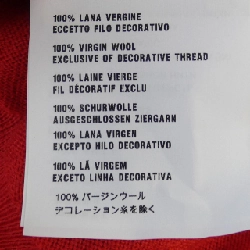 100% LANA VERGINE
ECCETTO FILO DECORATIVO
100% VIRGIN WOOL
EXCLUSIVE OF DECORATIVE THREAD
100% LAINE VIERGE
FIL DÉCORATIF EXCLU
100% SCHURWOLLE
AUSGESCHLOSSEN ZIERGARN
100% LANA VIRGEN
EXCEPTO HILO DECORATIVO
100% LÃ VIRGEM
EXCETO LINHA DECORATIVA
100% バージンウール
デコレーション糸を除く